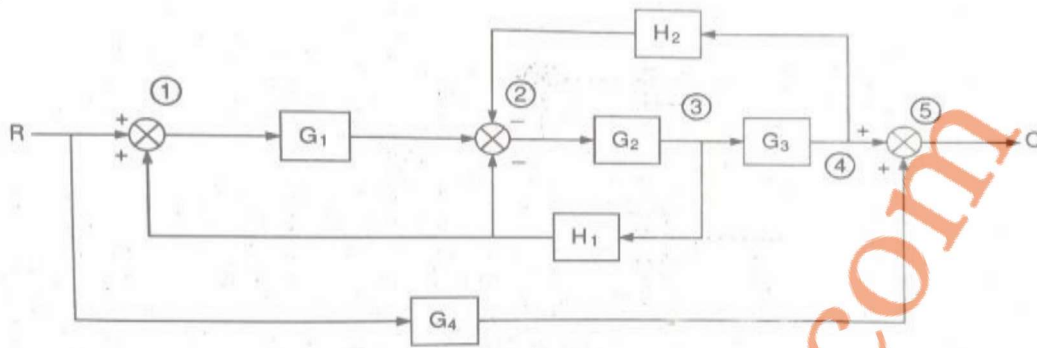 H₂
① ② ③ ⑤
+ − +
R G₁ G₂ G₃ C
+ − ④ +
H₁
G₄
com